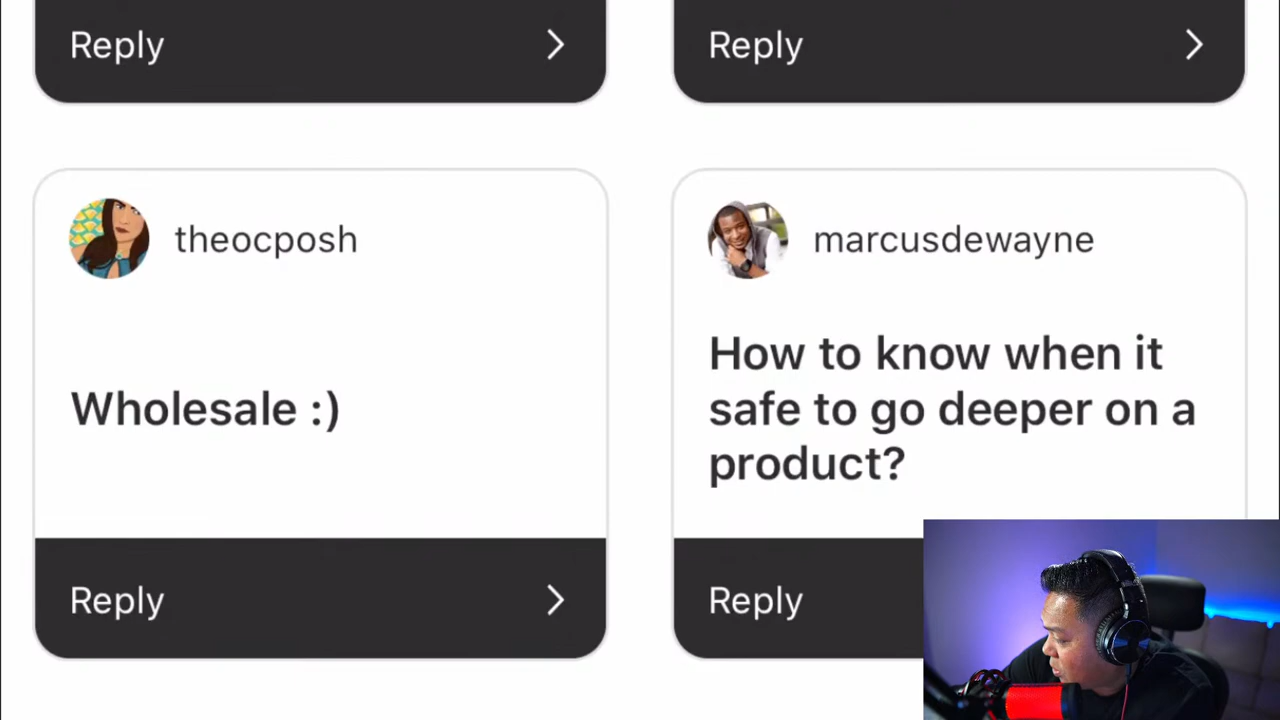 Reply
Reply
theocposh
Wholesale :)
Reply
marcusdewayne
How to know when it
safe to go deeper on a
product?
Reply